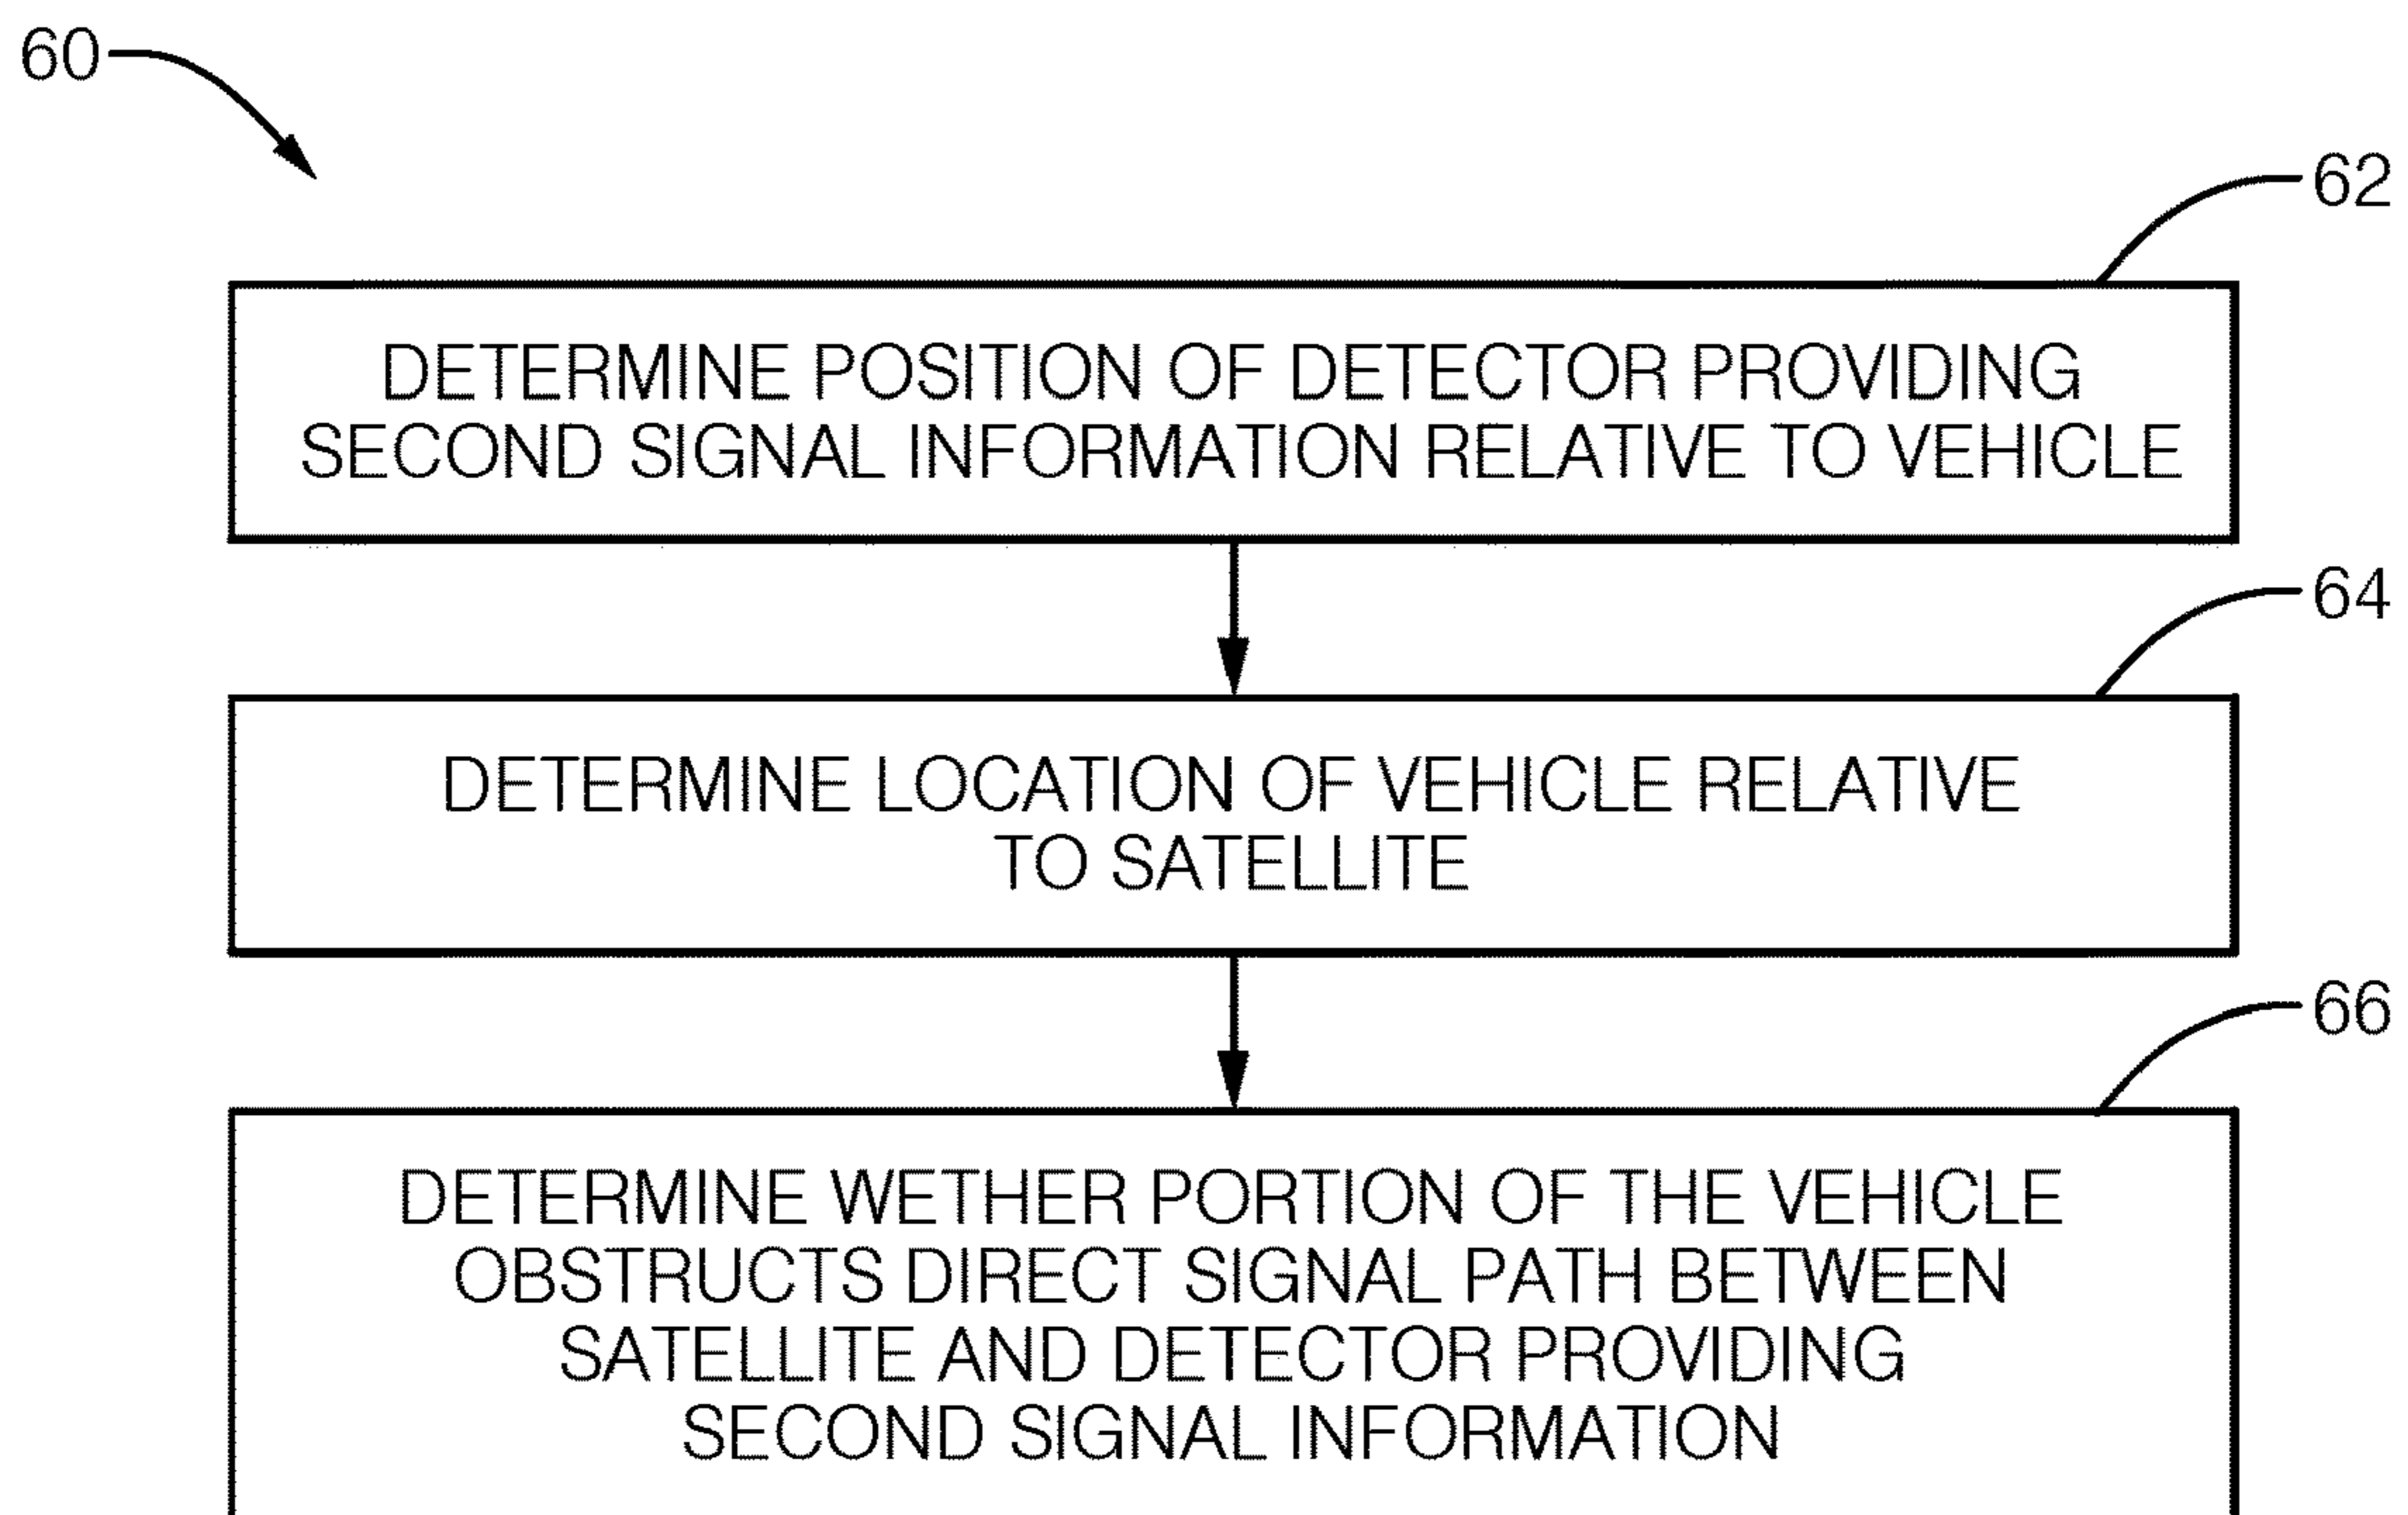 60
62
DETERMINE POSITION OF DETECTOR PROVIDING
SECOND SIGNAL INFORMATION RELATIVE TO VEHICLE
64
DETERMINE LOCATION OF VEHICLE RELATIVE
TO SATELLITE
66
DETERMINE WETHER PORTION OF THE VEHICLE
OBSTRUCTS DIRECT SIGNAL PATH BETWEEN
SATELLITE AND DETECTOR PROVIDING
SECOND SIGNAL INFORMATION